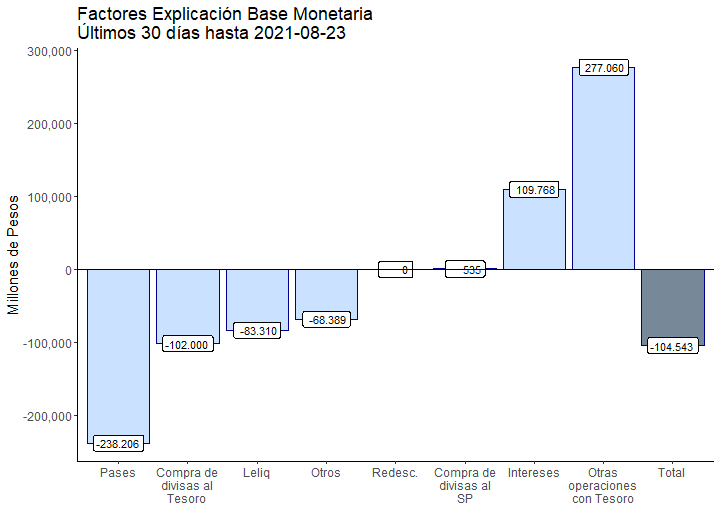 Factores Explicación Base Monetaria
Últimos 30 días hasta 2021-08-23
Millones de Pesos
300,000
200,000
100,000
0
-100,000
-200,000
-238.206
-102.000
-83.310
-68.389
0
535
109.768
277.060
-104.543
Pases
Compra de
divisas al
Tesoro
Leliq
Otros
Redesc.
Compra de
divisas al
SP
Intereses
Otras
operaciones
con Tesoro
Total